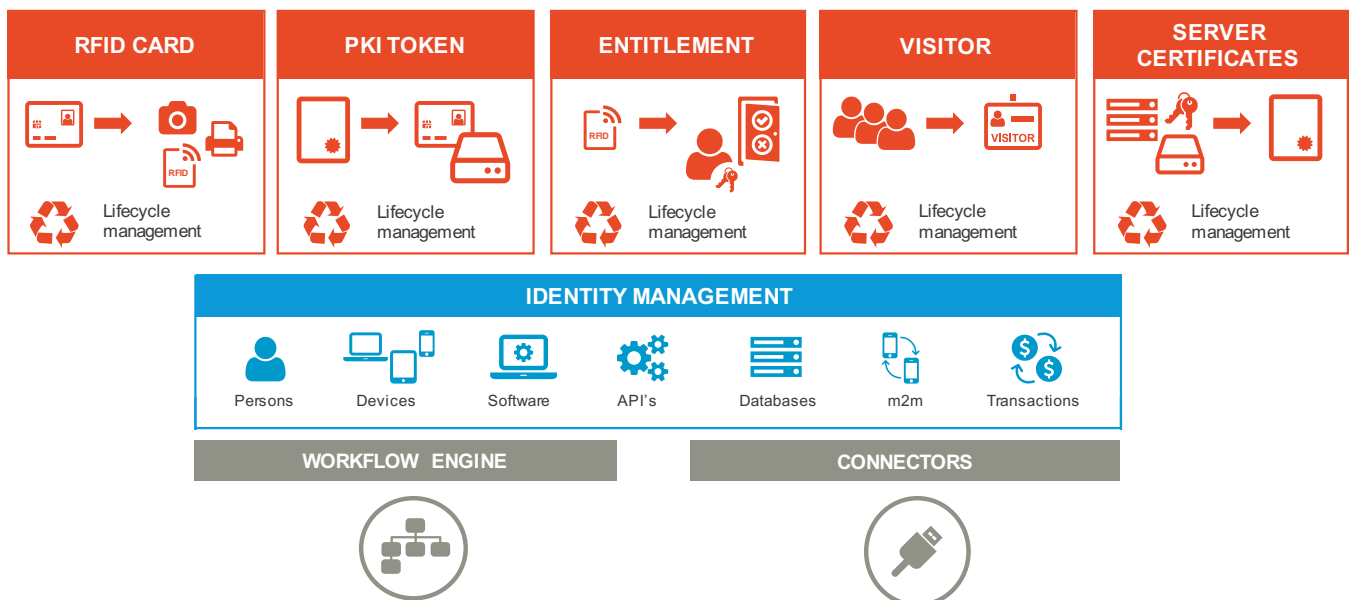 RFID CARD
PKI TOKEN
ENTITLEMENT
VISITOR
SERVER
CERTIFICATES
RFID
RFID
VISITOR
Lifecycle
management
Lifecycle
management
Lifecycle
management
Lifecycle
management
Lifecycle
management
IDENTITY MANAGEMENT
Persons
Devices
Software
API's
Databases
m2m
Transactions
WORKFLOW ENGINE
CONNECTORS